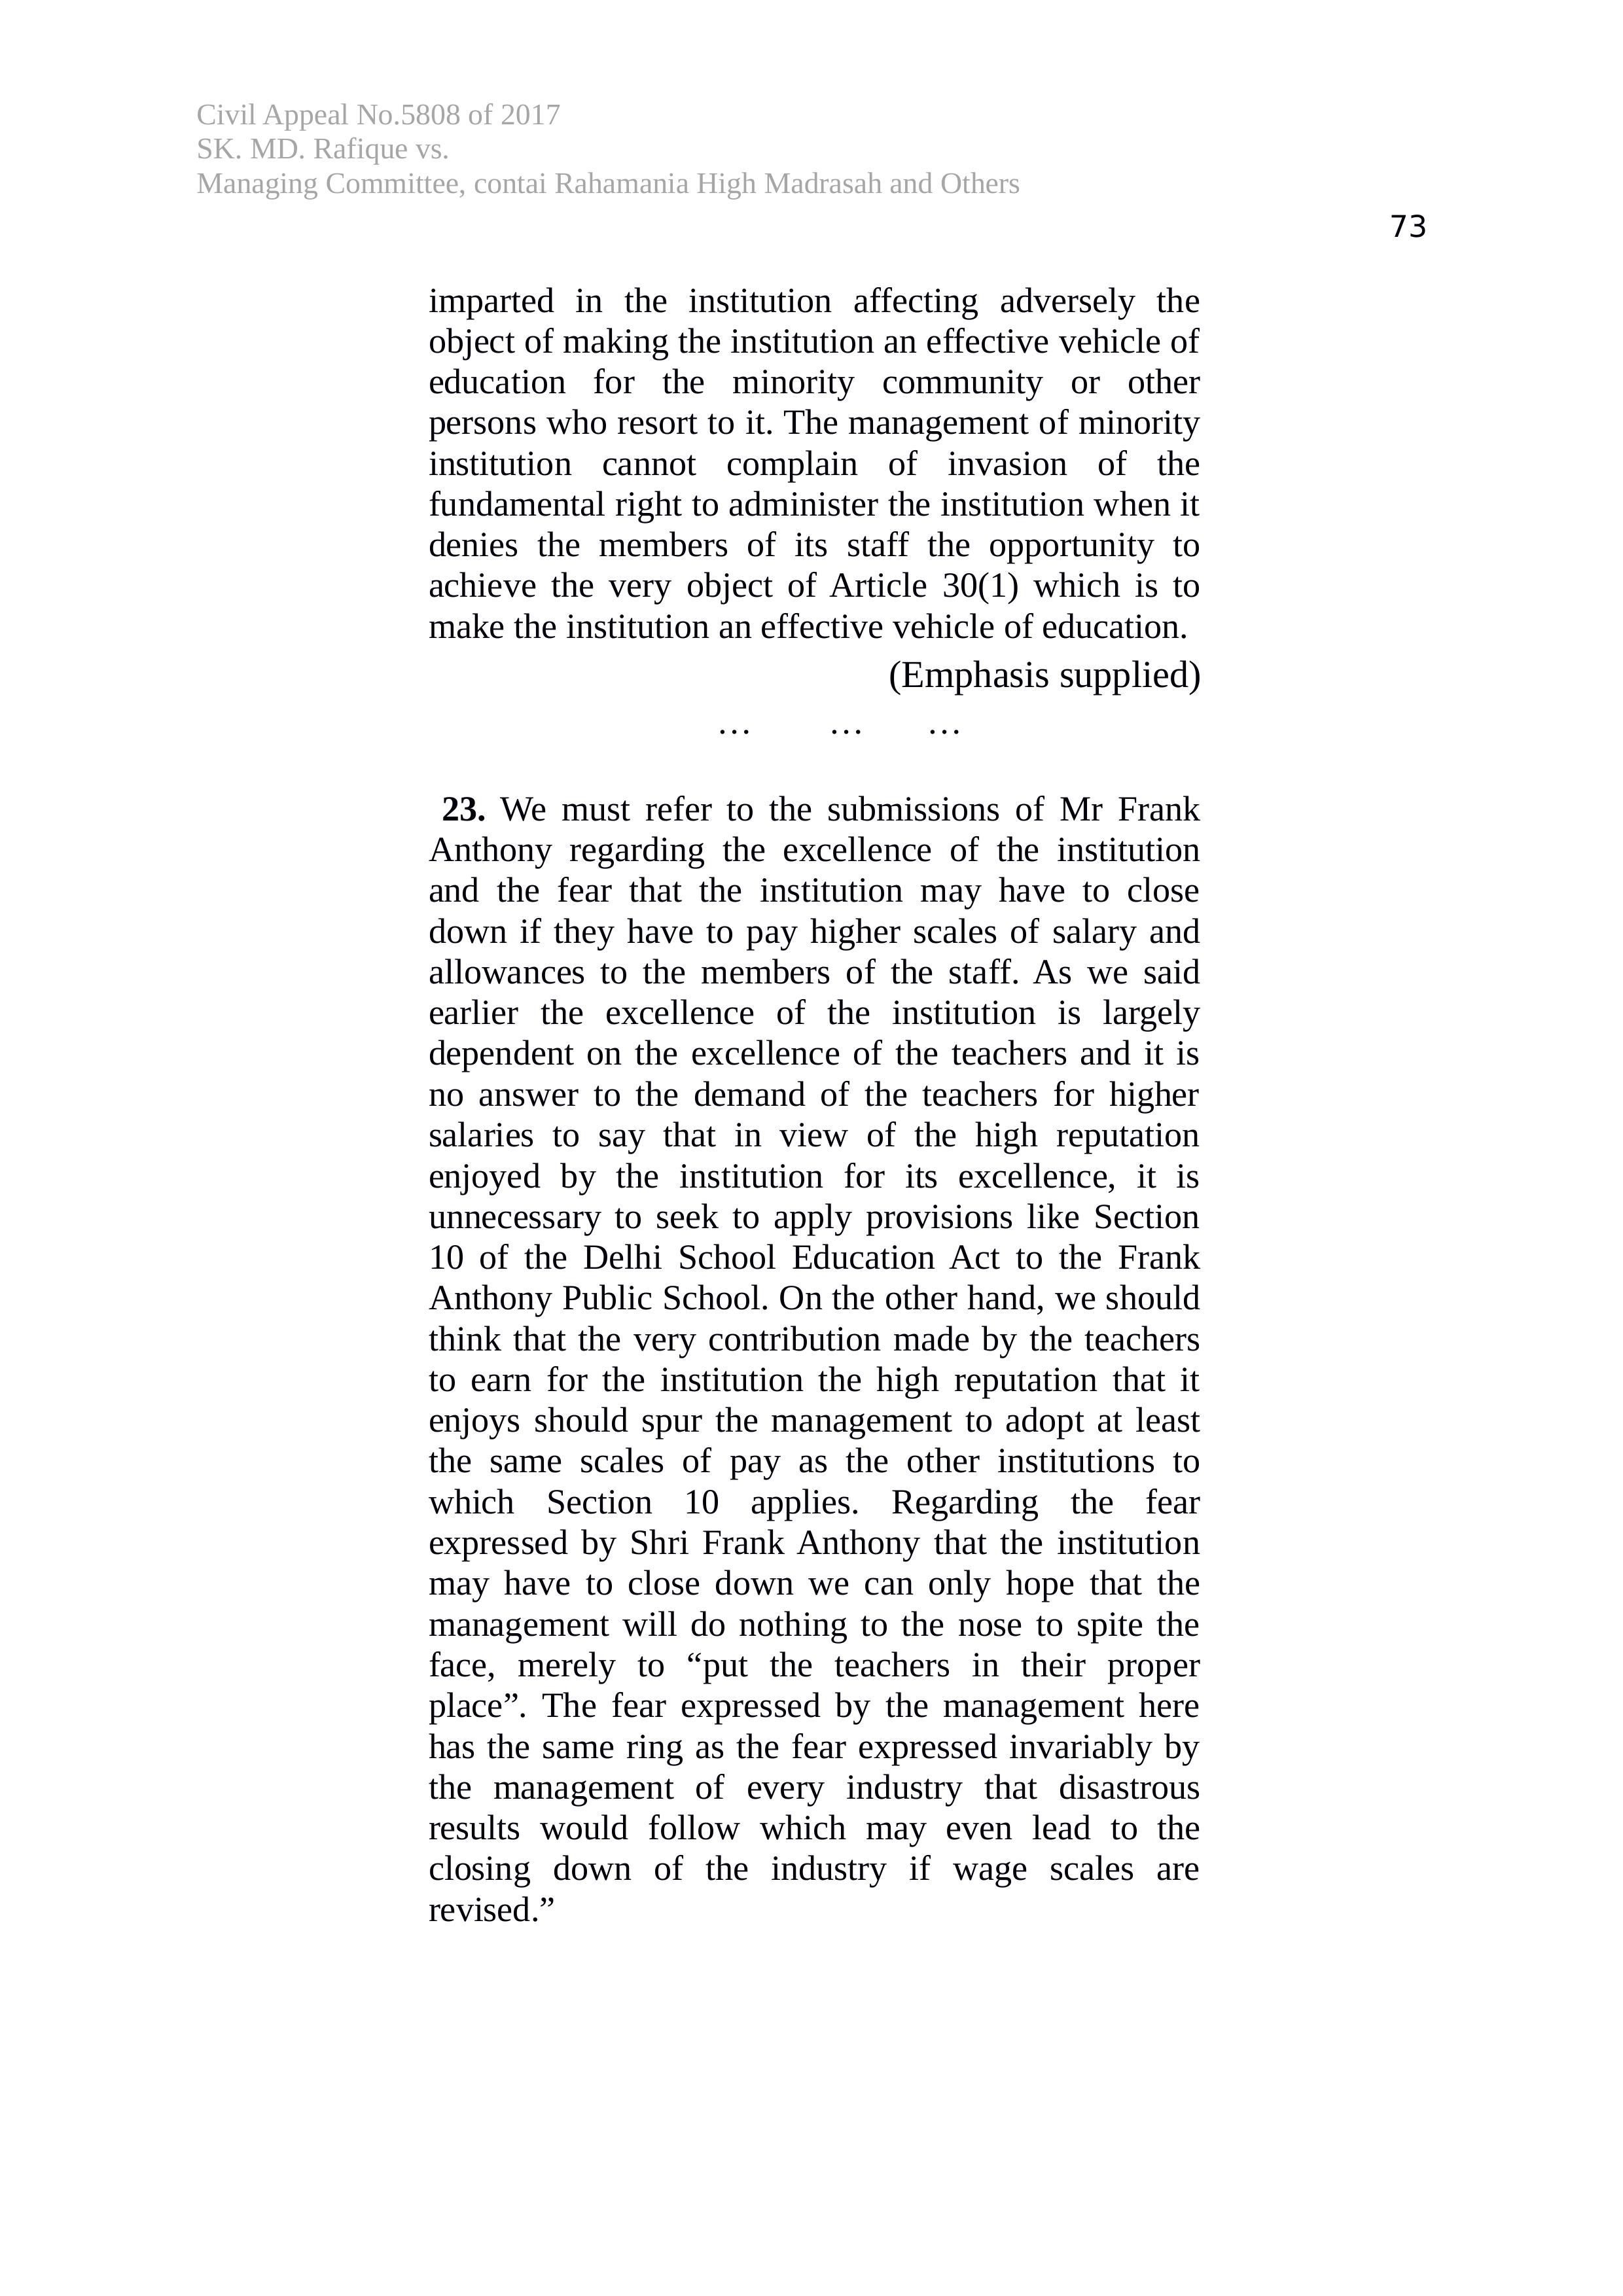 Civil Appeal No.5808 of 2017
SK. MD. Rafique vs.
Managing Committee, contai Rahamania High Madrasah and Others
73
imparted in the institution affecting adversely the
object of making the institution an effective vehicle of
education for the minority community or other
persons who resort to it. The management of minority
institution cannot complain of invasion of the
fundamental right to administer the institution when it
denies the members of its staff the opportunity to
achieve the very object of Article 30(1) which is to
make the institution an effective vehicle of education.
(Emphasis supplied)
… … …
23. We must refer to the submissions of Mr Frank
Anthony regarding the excellence of the institution
and the fear that the institution may have to close
down if they have to pay higher scales of salary and
allowances to the members of the staff. As we said
earlier the excellence of the institution is largely
dependent on the excellence of the teachers and it is
no answer to the demand of the teachers for higher
salaries to say that in view of the high reputation
enjoyed by the institution for its excellence, it is
unnecessary to seek to apply provisions like Section
10 of the Delhi School Education Act to the Frank
Anthony Public School. On the other hand, we should
think that the very contribution made by the teachers
to earn for the institution the high reputation that it
enjoys should spur the management to adopt at least
the same scales of pay as the other institutions to
which Section 10 applies. Regarding the fear
expressed by Shri Frank Anthony that the institution
may have to close down we can only hope that the
management will do nothing to the nose to spite the
face, merely to “put the teachers in their proper
place”. The fear expressed by the management here
has the same ring as the fear expressed invariably by
the management of every industry that disastrous
results would follow which may even lead to the
closing down of the industry if wage scales are
revised.”